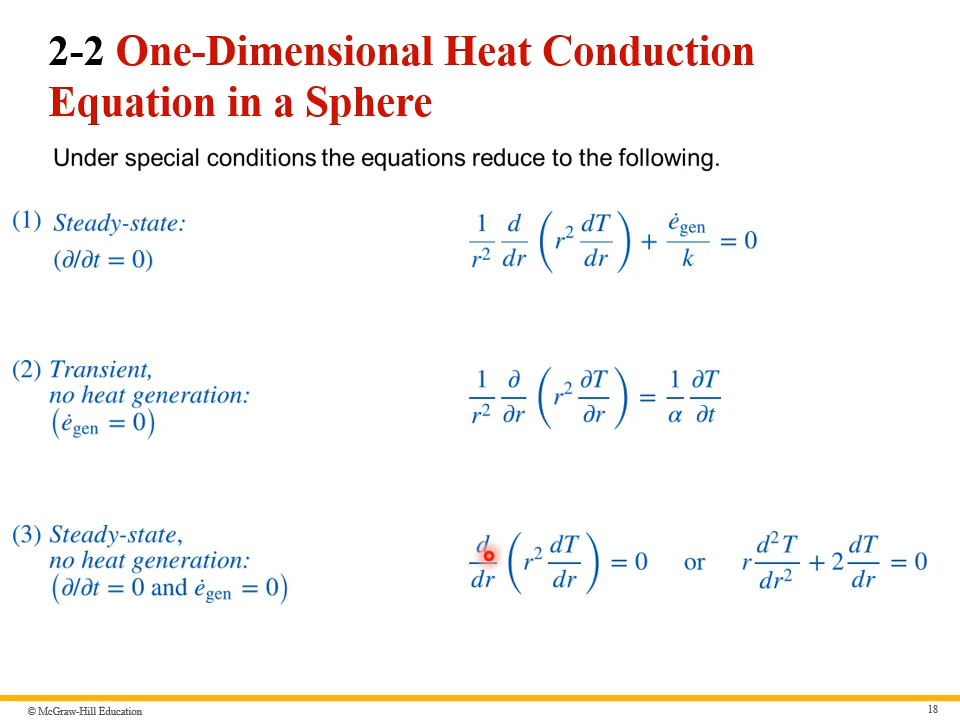 2-2 One-Dimensional Heat Conduction
Equation in a Sphere
Under special conditions the equations reduce to the following.
(1) Steady-state:
(∂/∂t = 0)
1/r² d/dr (r² dT/dr) + ė_gen/k = 0
(2) Transient,
no heat generation:
(ė_gen = 0)
1/r² ∂/∂r (r² ∂T/∂r) = 1/α ∂T/∂t
(3) Steady-state,
no heat generation:
(∂/∂t = 0 and ė_gen = 0)
d/dr (r² dT/dr) = 0 or r d²T/dr² + 2 dT/dr = 0
© McGraw-Hill Education
18